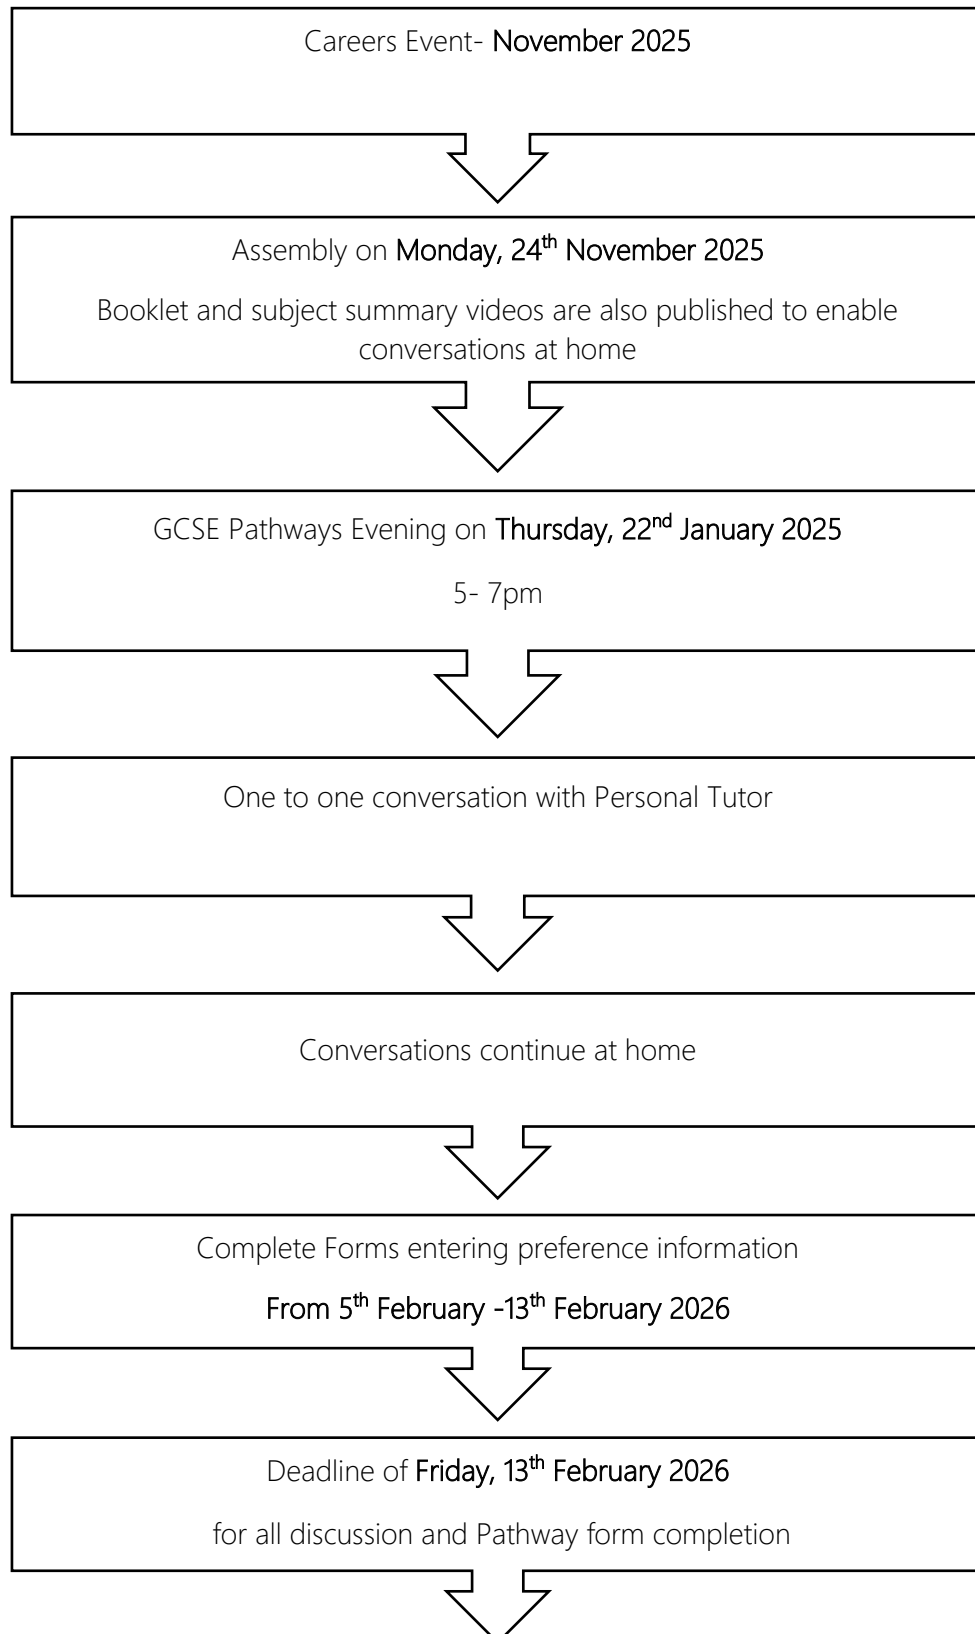 Careers Event- November 2025
Assembly on Monday, 24th November 2025
Booklet and subject summary videos are also published to enable
conversations at home
GCSE Pathways Evening on Thursday, 22nd January 2025
5- 7pm
One to one conversation with Personal Tutor
Conversations continue at home
Complete Forms entering preference information
From 5th February -13th February 2026
Deadline of Friday, 13th February 2026
for all discussion and Pathway form completion